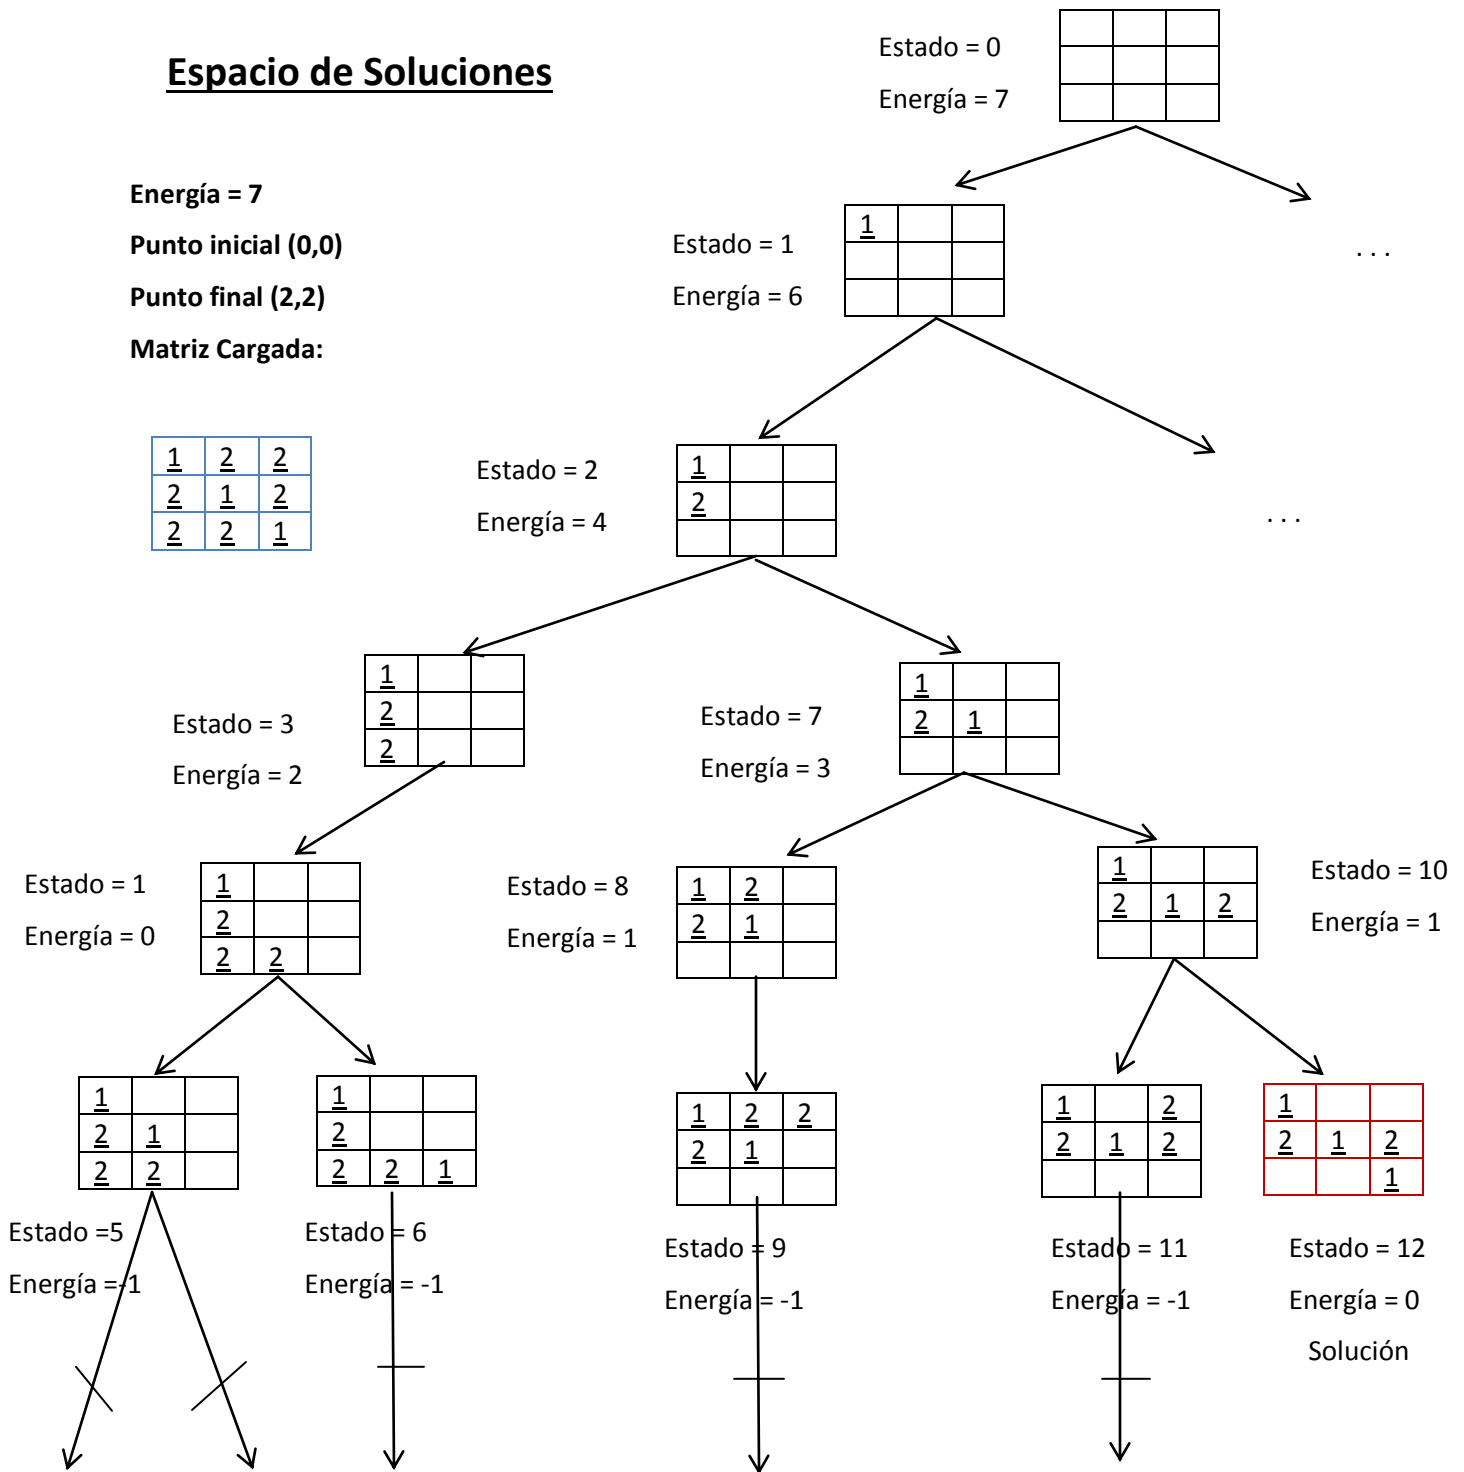 Espacio de Soluciones
Estado = 0
Energía = 7
Energía = 7
Punto inicial (0,0)
Punto final (2,2)
Matriz Cargada:
1 2 2
2 1 2
2 2 1
Estado = 1
Energía = 6
1
. . .
Estado = 2
Energía = 4
1
2
. . .
Estado = 3
Energía = 2
1
2
2
Estado = 7
Energía = 3
1
2 1
Estado = 1
Energía = 0
1
2
2 2
Estado = 8
Energía = 1
1 2
2 1
1
2 1 2
Estado = 10
Energía = 1
1
2 1
2 2
Estado =5
Energía =-1
1
2
2 2 1
Estado = 6
Energía = -1
1 2 2
2 1
Estado = 9
Energía = -1
1 2
2 1 2
Estado = 11
Energía = -1
1
2 1 2
1
Estado = 12
Energía = 0
Solución